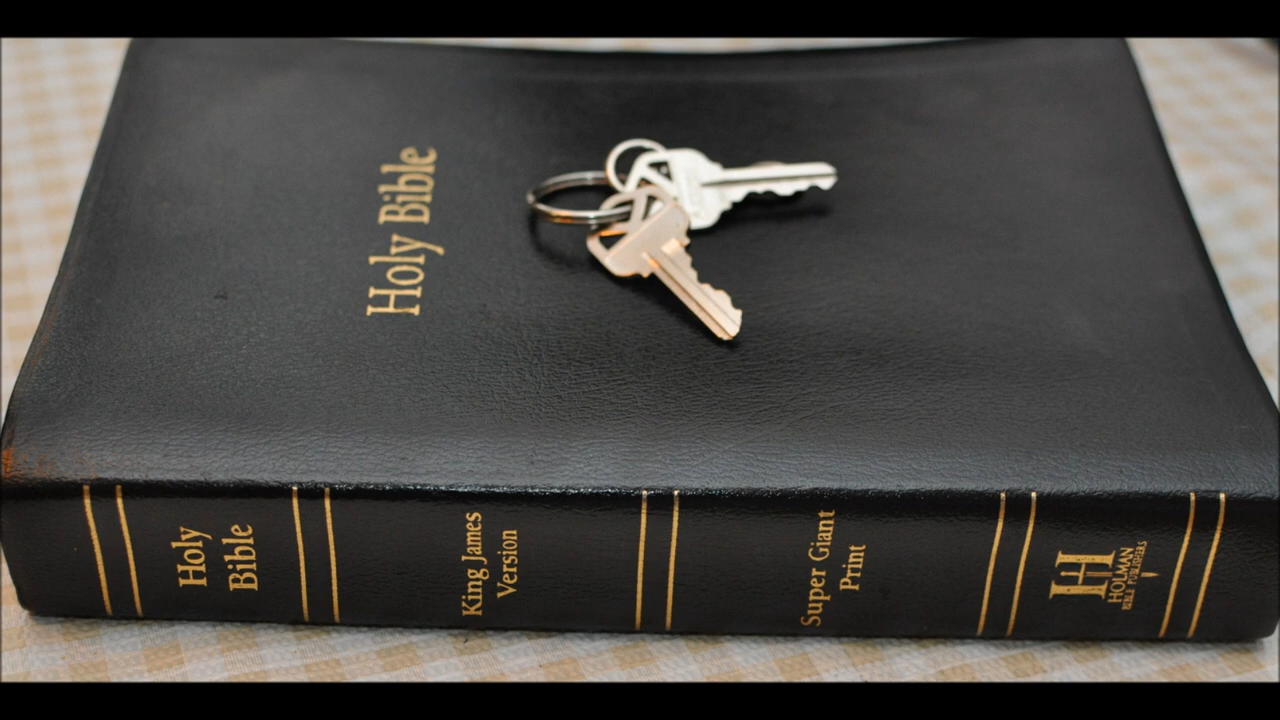 Holy Bible
Holy
Bible
King James
Version
Super Giant
Print
HOLMAN
BIBLE PUBLISHERS